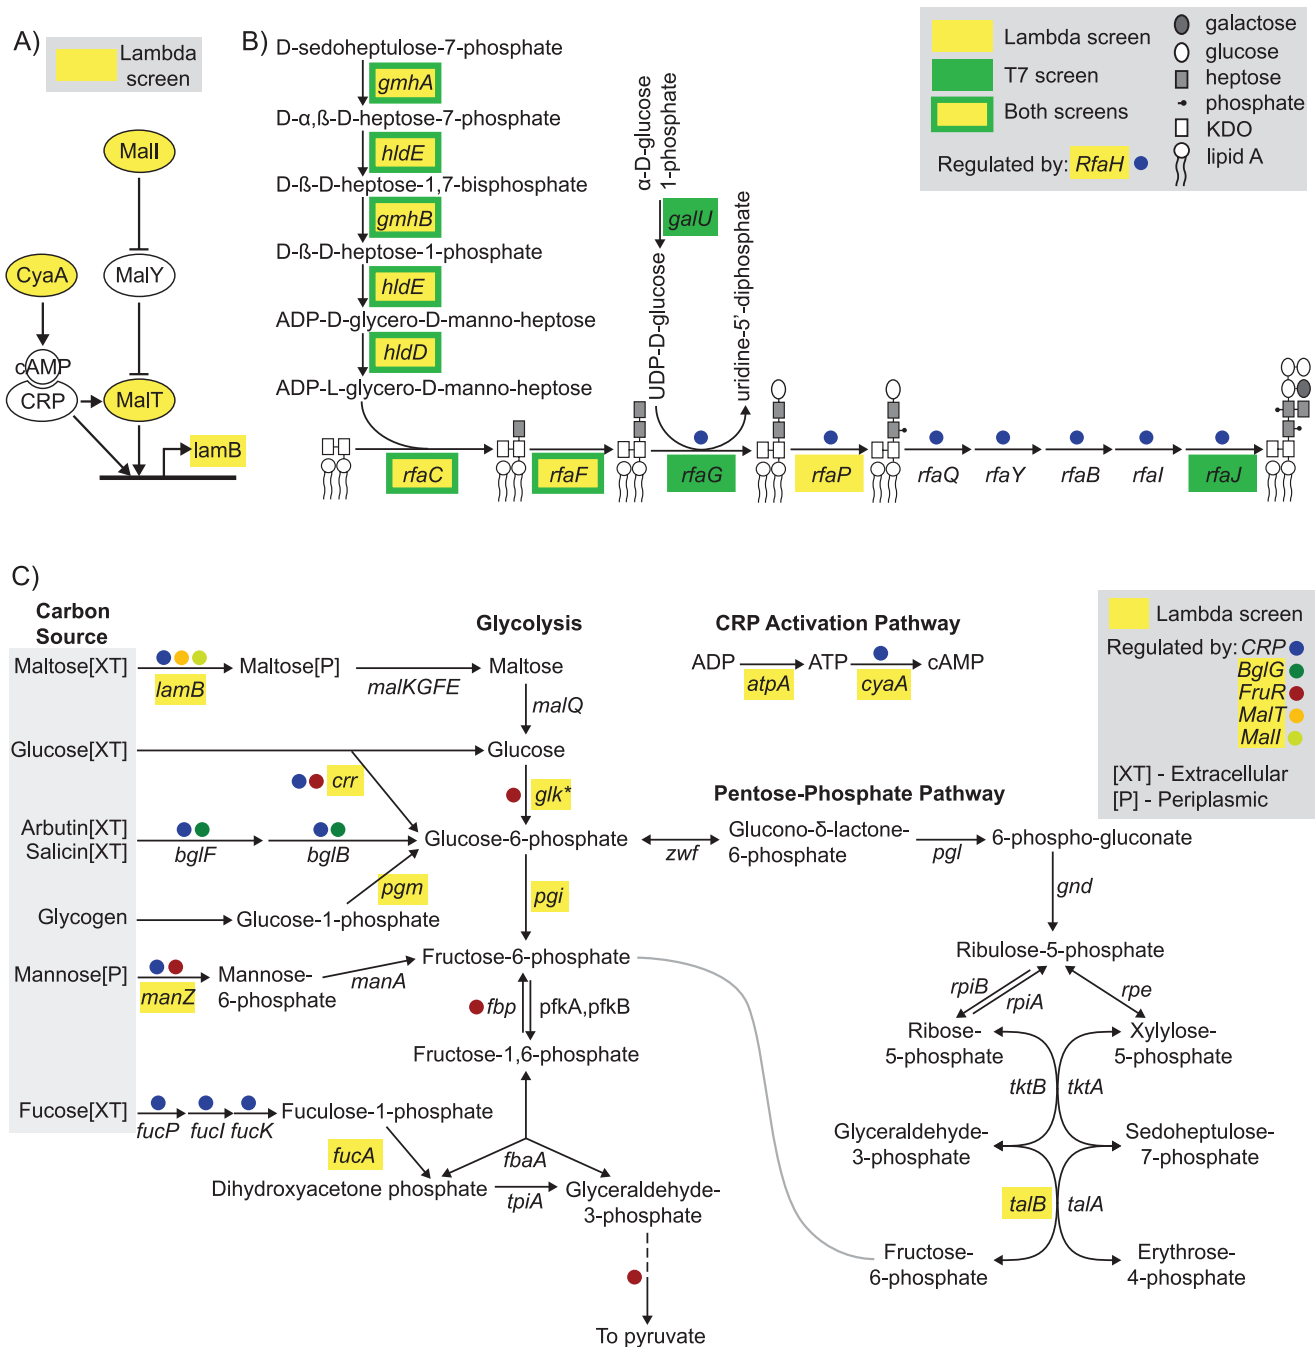 A)
Lambda
screen
MalI
CyaA
MalY
cAMP
CRP
MalT
lamB
B)
D-sedoheptulose-7-phosphate
gmhA
D-α,ß-D-heptose-7-phosphate
hldE
D-ß-D-heptose-1,7-bisphosphate
gmhB
D-ß-D-heptose-1-phosphate
hldE
ADP-D-glycero-D-manno-heptose
hldD
ADP-L-glycero-D-manno-heptose
α-D-glucose
1-phosphate
galU
UDP-D-glucose
uridine-5'-diphosphate
rfaC
rfaF
rfaG
rfaP
rfaQ
rfaY
rfaB
rfaI
rfaJ
Lambda screen
T7 screen
Both screens
Regulated by: RfaH
galactose
glucose
heptose
phosphate
KDO
lipid A
C)
Carbon
Source
Glycolysis
CRP Activation Pathway
Maltose[XT]
lamB
Maltose[P]
malKGFE
Maltose
malQ
ADP
atpA
ATP
cyaA
cAMP
Glucose[XT]
Glucose
crr
glk*
Arbutin[XT]
Salicin[XT]
bglF
bglB
Glucose-6-phosphate
pgm
pgi
Glycogen
Glucose-1-phosphate
Mannose[P]
manZ
Mannose-
6-phosphate
manA
Fructose-6-phosphate
fbp
pfkA,pfkB
Fructose-1,6-phosphate
Fucose[XT]
fucP
fucI
fucK
Fuculose-1-phosphate
fucA
fbaA
Dihydroxyacetone phosphate
tpiA
Glyceraldehyde-
3-phosphate
To pyruvate
Pentose-Phosphate Pathway
zwf
Glucono-δ-lactone-
6-phosphate
pgl
6-phospho-gluconate
gnd
Ribulose-5-phosphate
rpiB
rpiA
rpe
Ribose-
5-phosphate
Xylylose-
5-phosphate
tktB
tktA
Glyceraldehyde-
3-phosphate
Sedoheptulose-
7-phosphate
talB
talA
Fructose-
6-phosphate
Erythrose-
4-phosphate
Lambda screen
Regulated by: CRP
BglG
FruR
MalT
MalI
[XT] - Extracellular
[P] - Periplasmic